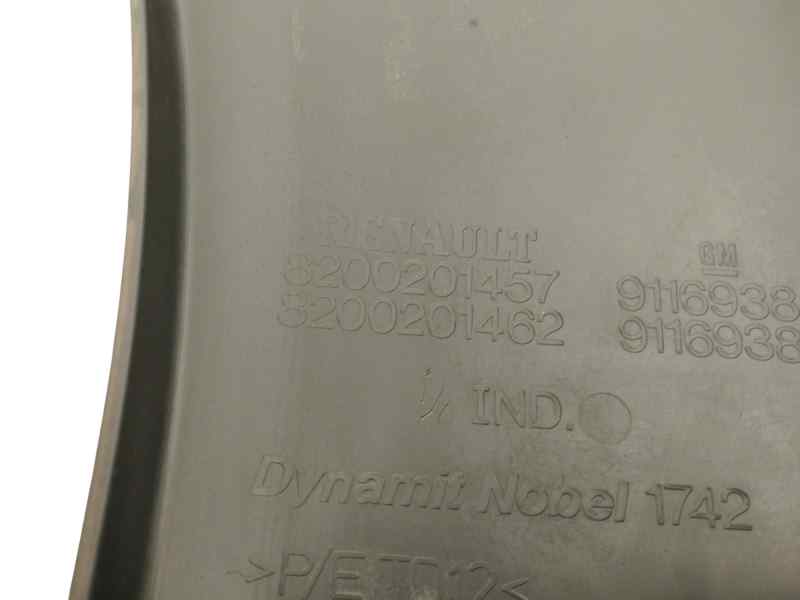 RENAULT
8200201457
8200201462
GM
9116938
9116938
IND.
Dynamit Nobel 1742